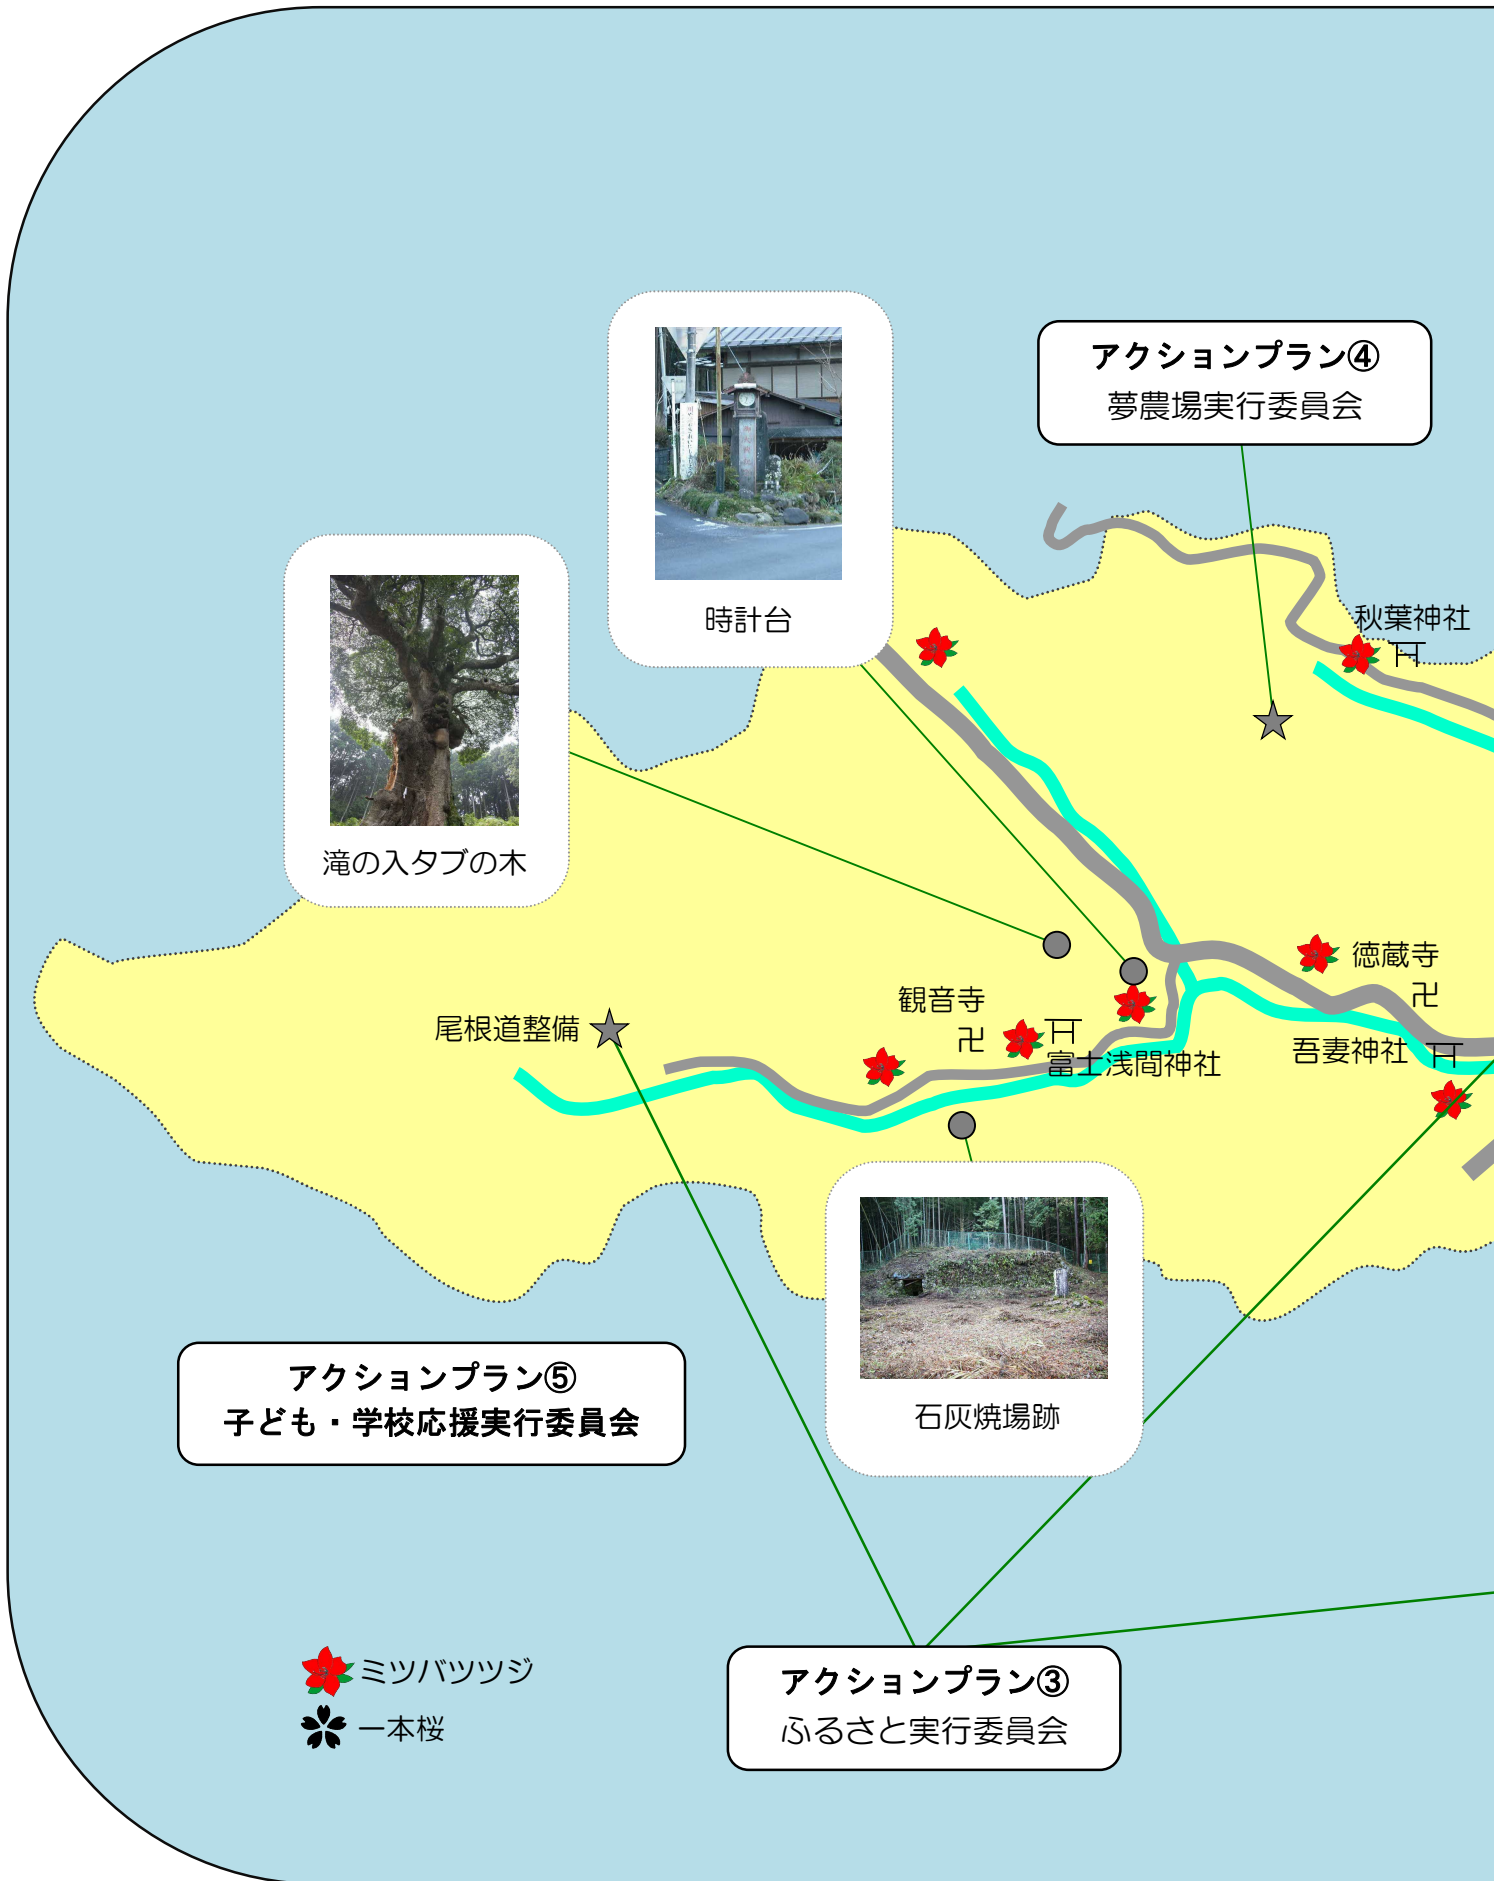 アクションプラン④
夢農場実行委員会
時計台
秋葉神社
滝の入タブの木
徳蔵寺
卍
観音寺
卍
尾根道整備
富士浅間神社
吾妻神社
アクションプラン⑤
子ども・学校応援実行委員会
石灰焼場跡
ミツバツツジ
一本桜
アクションプラン③
ふるさと実行委員会